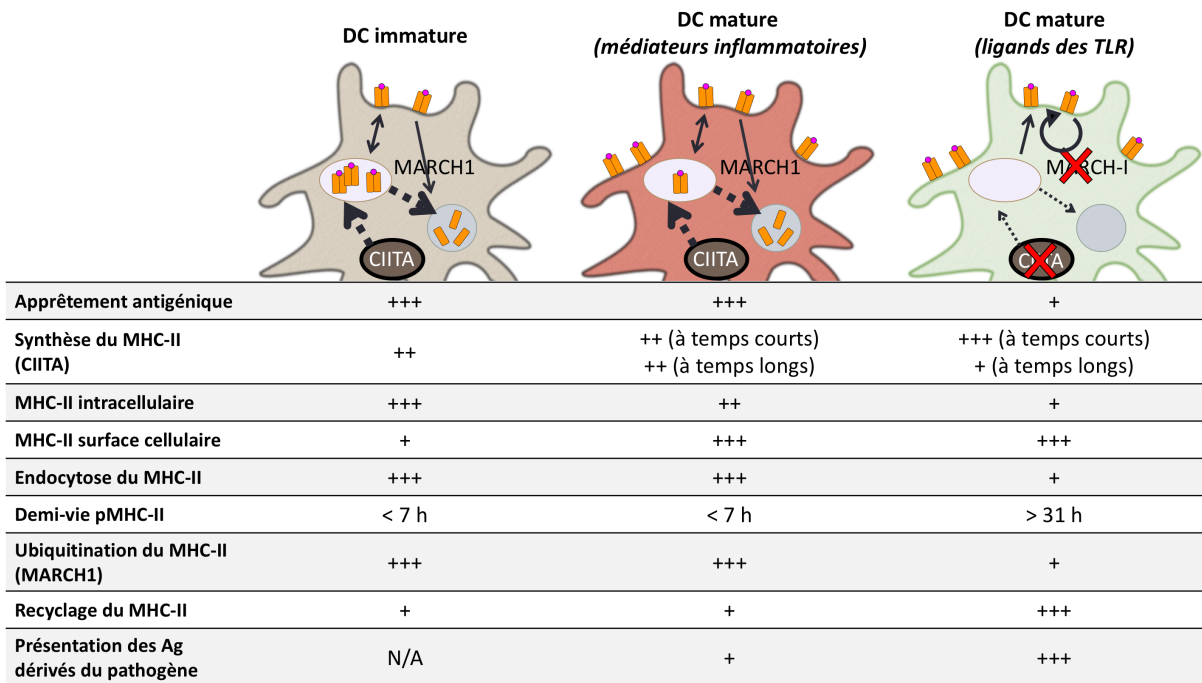 DC immature
DC mature
(médiateurs inflammatoires)
DC mature
(ligands des TLR)
MARCH1
CIITA
MARCH1
CIITA
MARCH-I
CIITA
Apprêtement antigénique +++ +++ +
Synthèse du MHC-II
(CIITA)
++
++ (à temps courts)
++ (à temps longs)
+++ (à temps courts)
+ (à temps longs)
MHC-II intracellulaire +++ ++ +
MHC-II surface cellulaire + +++ +++
Endocytose du MHC-II +++ +++ +
Demi-vie pMHC-II < 7 h < 7 h > 31 h
Ubiquitination du MHC-II
(MARCH1)
+++ +++ +
Recyclage du MHC-II + + +++
Présentation des Ag
dérivés du pathogène
N/A + +++